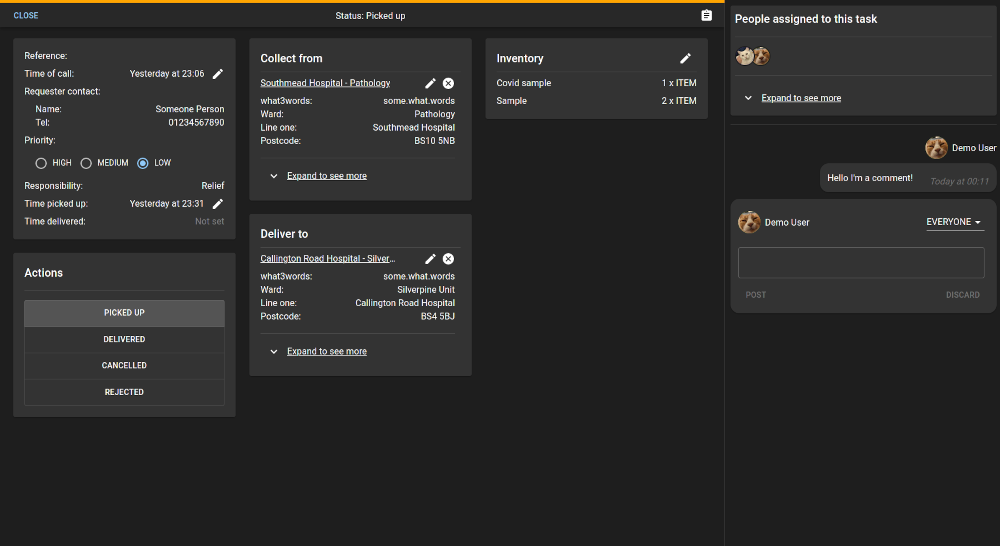 CLOSE
Status: Picked up
Reference:
Time of call: Yesterday at 23:06
Requester contact:
Name: Someone Person
Tel: 01234567890
Priority:
HIGH MEDIUM LOW
Responsibility: Relief
Time picked up: Yesterday at 23:31
Time delivered: Not set
Actions
PICKED UP
DELIVERED
CANCELLED
REJECTED
Collect from
Southmead Hospital - Pathology
what3words: some.what.words
Ward: Pathology
Line one: Southmead Hospital
Postcode: BS10 5NB
Expand to see more
Deliver to
Callington Road Hospital - Silver...
what3words: some.what.words
Ward: Silverpine Unit
Line one: Callington Road Hospital
Postcode: BS4 5BJ
Expand to see more
Inventory
Covid sample 1 x ITEM
Sample 2 x ITEM
People assigned to this task
Expand to see more
Demo User
Hello I'm a comment! Today at 00:11
Demo User EVERYONE
POST DISCARD